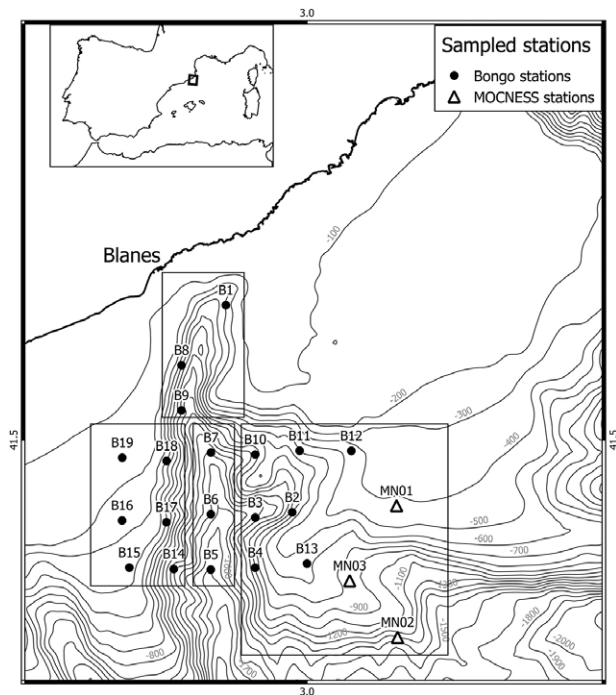 3.0
Sampled stations
Bongo stations
MOCNESS stations
-100
Blanes
B1
B8
-200
B9
-300
41.5
41.5
-400
B19
B18
B7
B10
B11
B12
MN01
B16
B17
B6
B3
B2
-500
-600
-700
B15
B14
B5
B4
B13
MN03
-1100
-900
MN02
-1200
-1500
-1800
-2000
-1900
-800
3.0